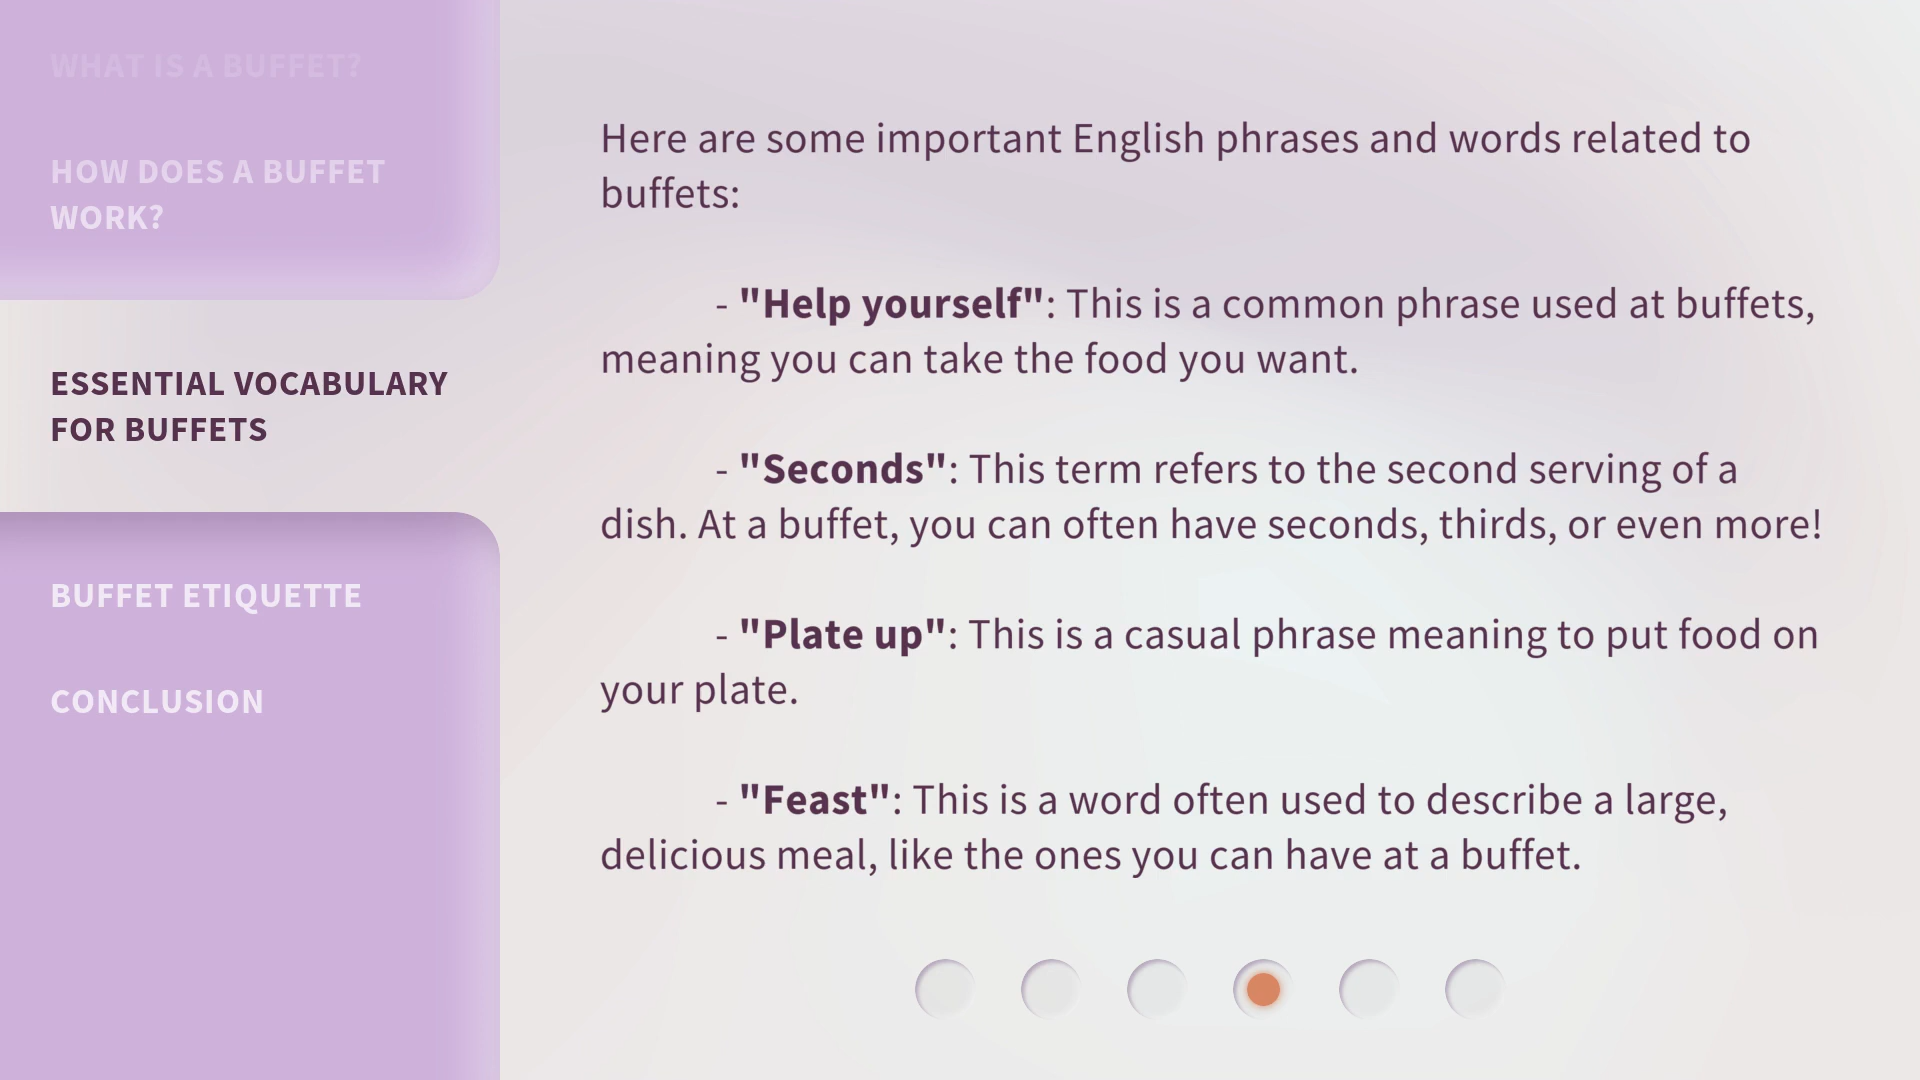 WHAT IS A BUFFET?
HOW DOES A BUFFET
WORK?
ESSENTIAL VOCABULARY
FOR BUFFETS
BUFFET ETIQUETTE
CONCLUSION
Here are some important English phrases and words related to
buffets:
- "Help yourself": This is a common phrase used at buffets,
meaning you can take the food you want.
- "Seconds": This term refers to the second serving of a
dish. At a buffet, you can often have seconds, thirds, or even more!
- "Plate up": This is a casual phrase meaning to put food on
your plate.
- "Feast": This is a word often used to describe a large,
delicious meal, like the ones you can have at a buffet.